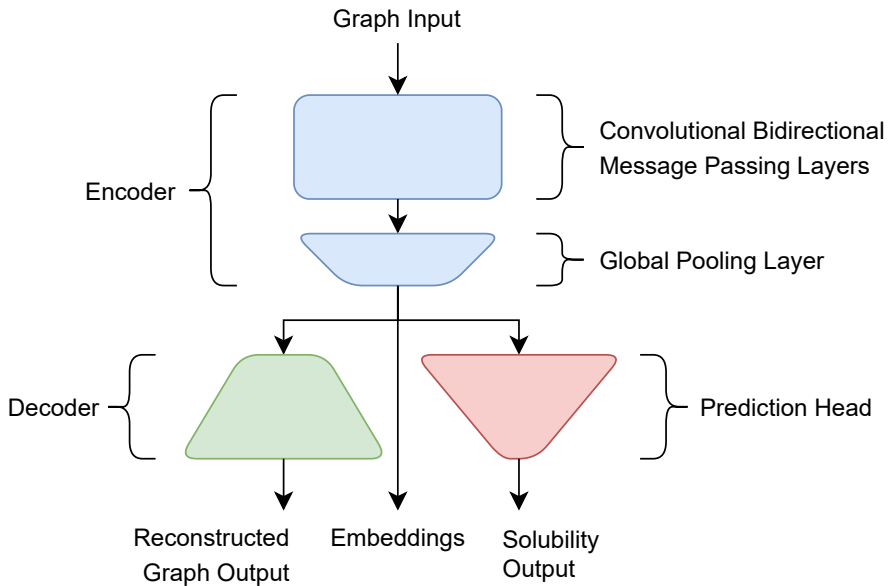 Graph Input
Convolutional Bidirectional
Message Passing Layers
Encoder
Global Pooling Layer
Decoder
Prediction Head
Reconstructed
Graph Output
Embeddings
Solubility
Output